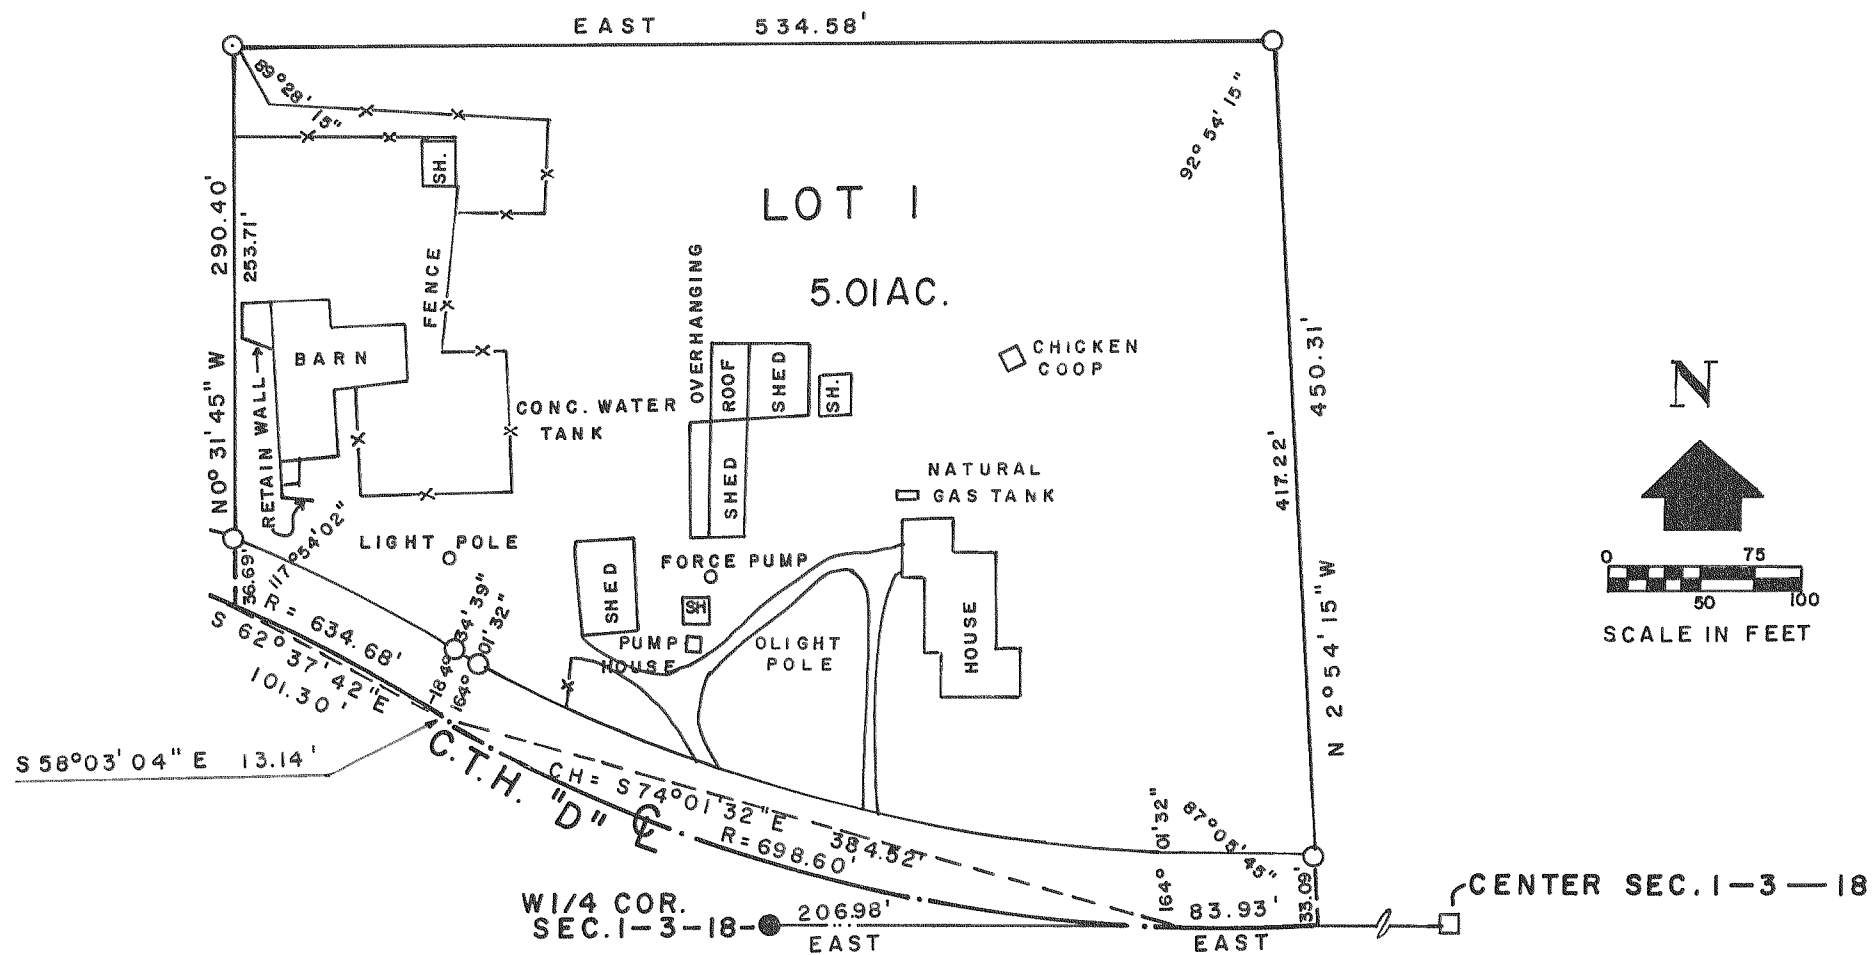 EAST 534.58'
89°28'15"
92°54'15"
SH.
LOT 1
5.01 AC.
290.40'
253.71'
N0°31'45"W
FENCE
BARN
RETAIN WALL
OVERHANGING
ROOF
SHED
SH.
SHED
CHICKEN
COOP
CONC. WATER
TANK
450.31'
417.22'
N 2°54'15"W
NATURAL
GAS TANK
N
0 75
50 100
SCALE IN FEET
LIGHT POLE
117°54'02"
36.69'
FORCE PUMP
SHED
SH
PUMP
HOUSE
LIGHT
POLE
HOUSE
R = 634.68'
S 62°37'42"E
101.30'
184°34'39"
164°01'32"
S58°03'04"E 13.14'
C.T.H. "D" CL
CH = S74°01'32"E 384.52'
R=698.60'
164°01'32"
87°05'45"
33.09'
W1/4 COR.
SEC.1-3-18
206.98'
EAST
83.93'
EAST
CENTER SEC.1-3-18